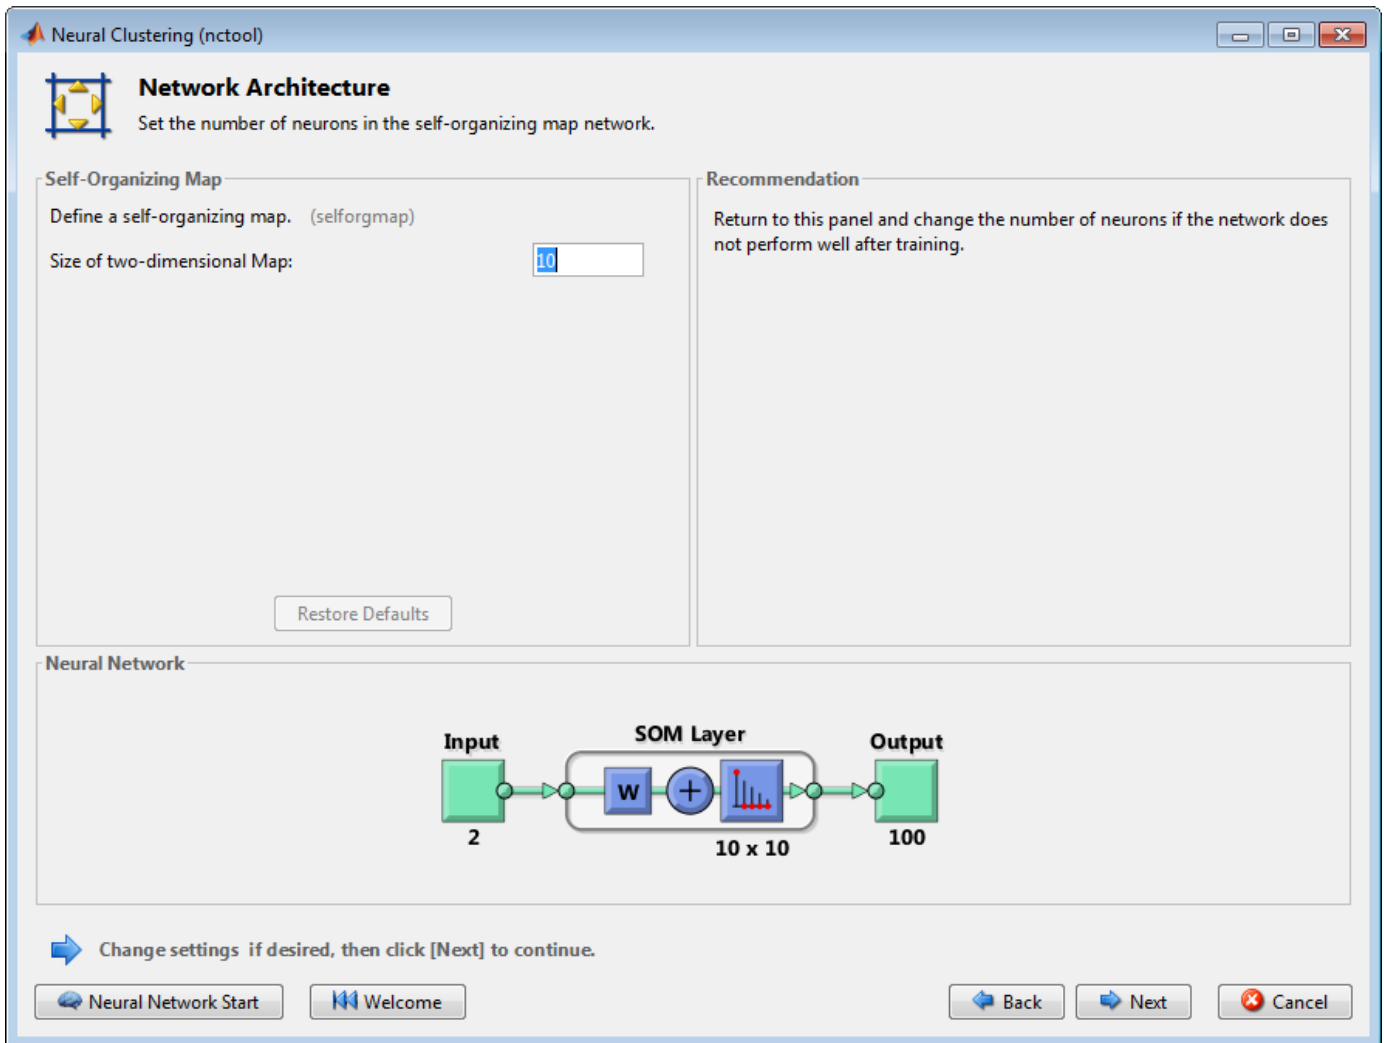 Neural Clustering (nctool)
Network Architecture
Set the number of neurons in the self-organizing map network.
Self-Organizing Map
Define a self-organizing map. (selforgmap)
Size of two-dimensional Map: 10
Restore Defaults
Recommendation
Return to this panel and change the number of neurons if the network does
not perform well after training.
Neural Network
Input
SOM Layer
Output
W
2
10 x 10
100
Change settings if desired, then click [Next] to continue.
Neural Network Start
Welcome
Back
Next
Cancel